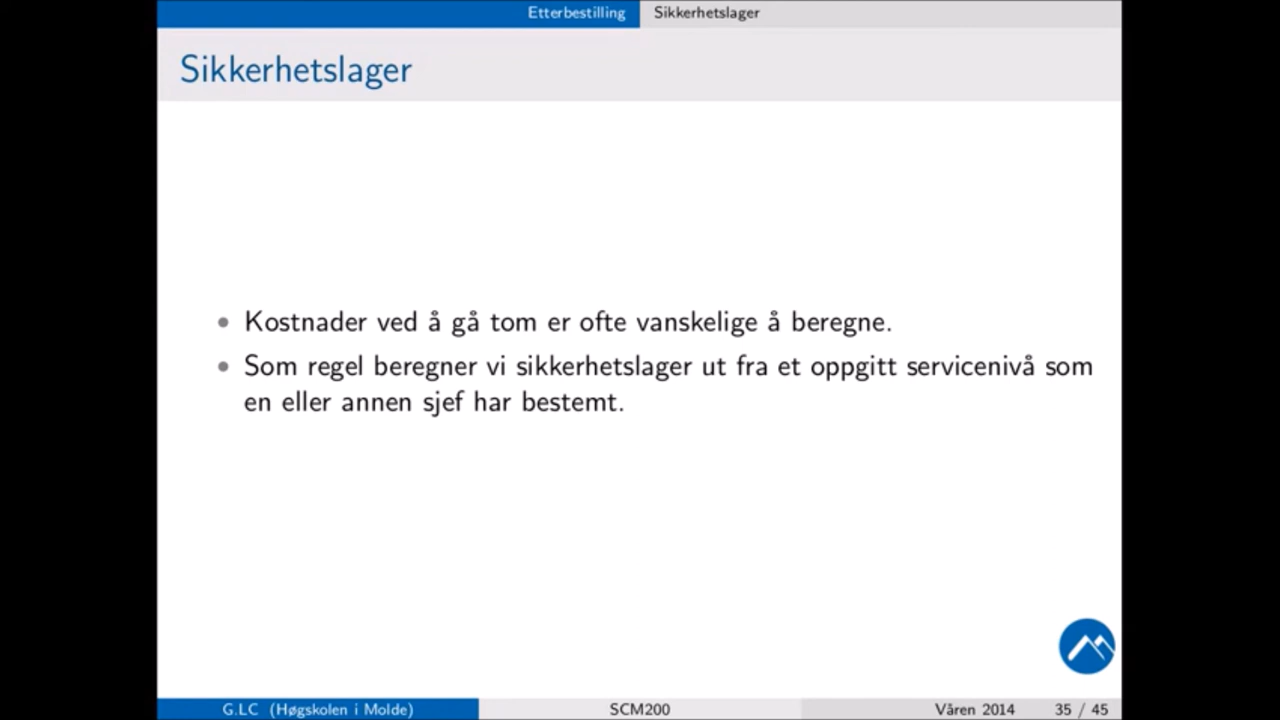 Etterbestilling Sikkerhetslager
Sikkerhetslager
• Kostnader ved å gå tom er ofte vanskelige å beregne.
• Som regel beregner vi sikkerhetslager ut fra et oppgitt servicenivå som
en eller annen sjef har bestemt.
G.LC (Høgskolen i Molde) SCM200 Våren 2014 35 / 45